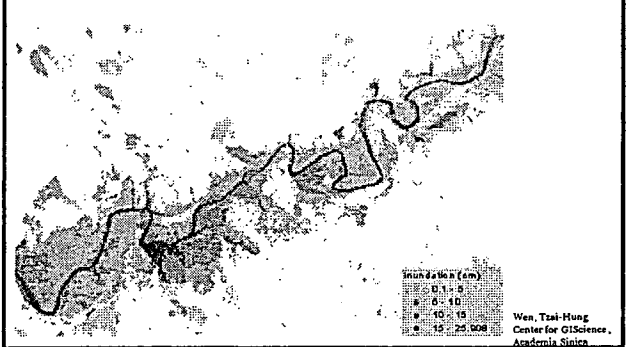 Inundation (cm)
0.1 - 5
5 - 10
10 - 15
15 - 25.908
Wen, Tzai-Hung
Center for GIScience,
Academia Sinica